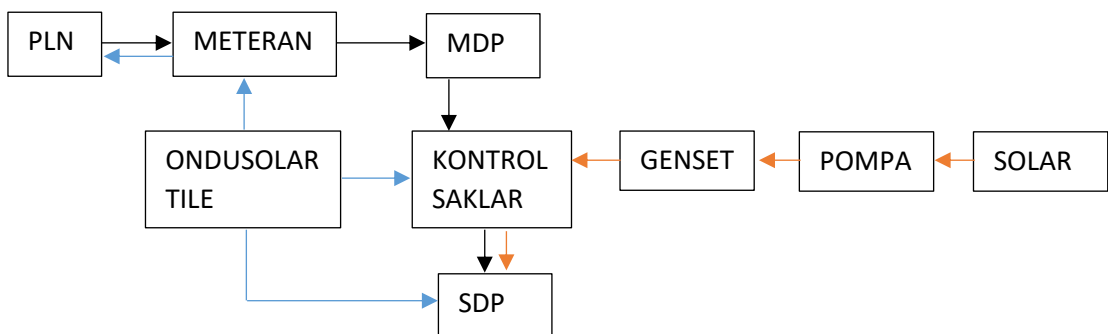 PLN
METERAN
MDP
ONDUSOLAR
TILE
KONTROL
SAKLAR
GENSET
POMPA
SOLAR
SDP